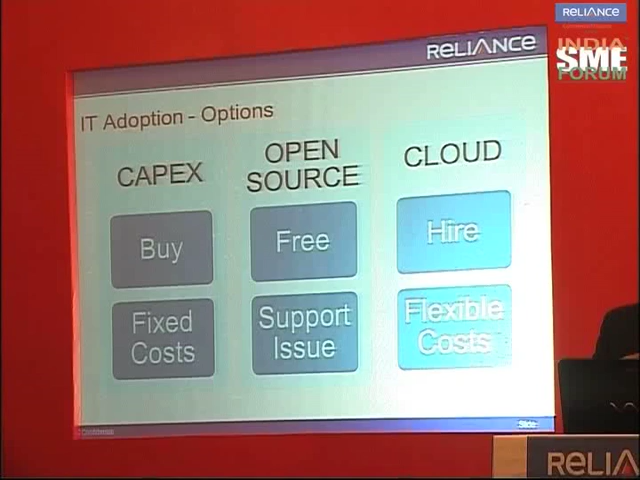 RELIANCE
INDIA
SME
FORUM
RELIANCE
IT Adoption - Options
CAPEX
OPEN
SOURCE
CLOUD
Buy
Free
Hire
Fixed
Costs
Support
Issue
Flexible
Costs
Slide
RELIA